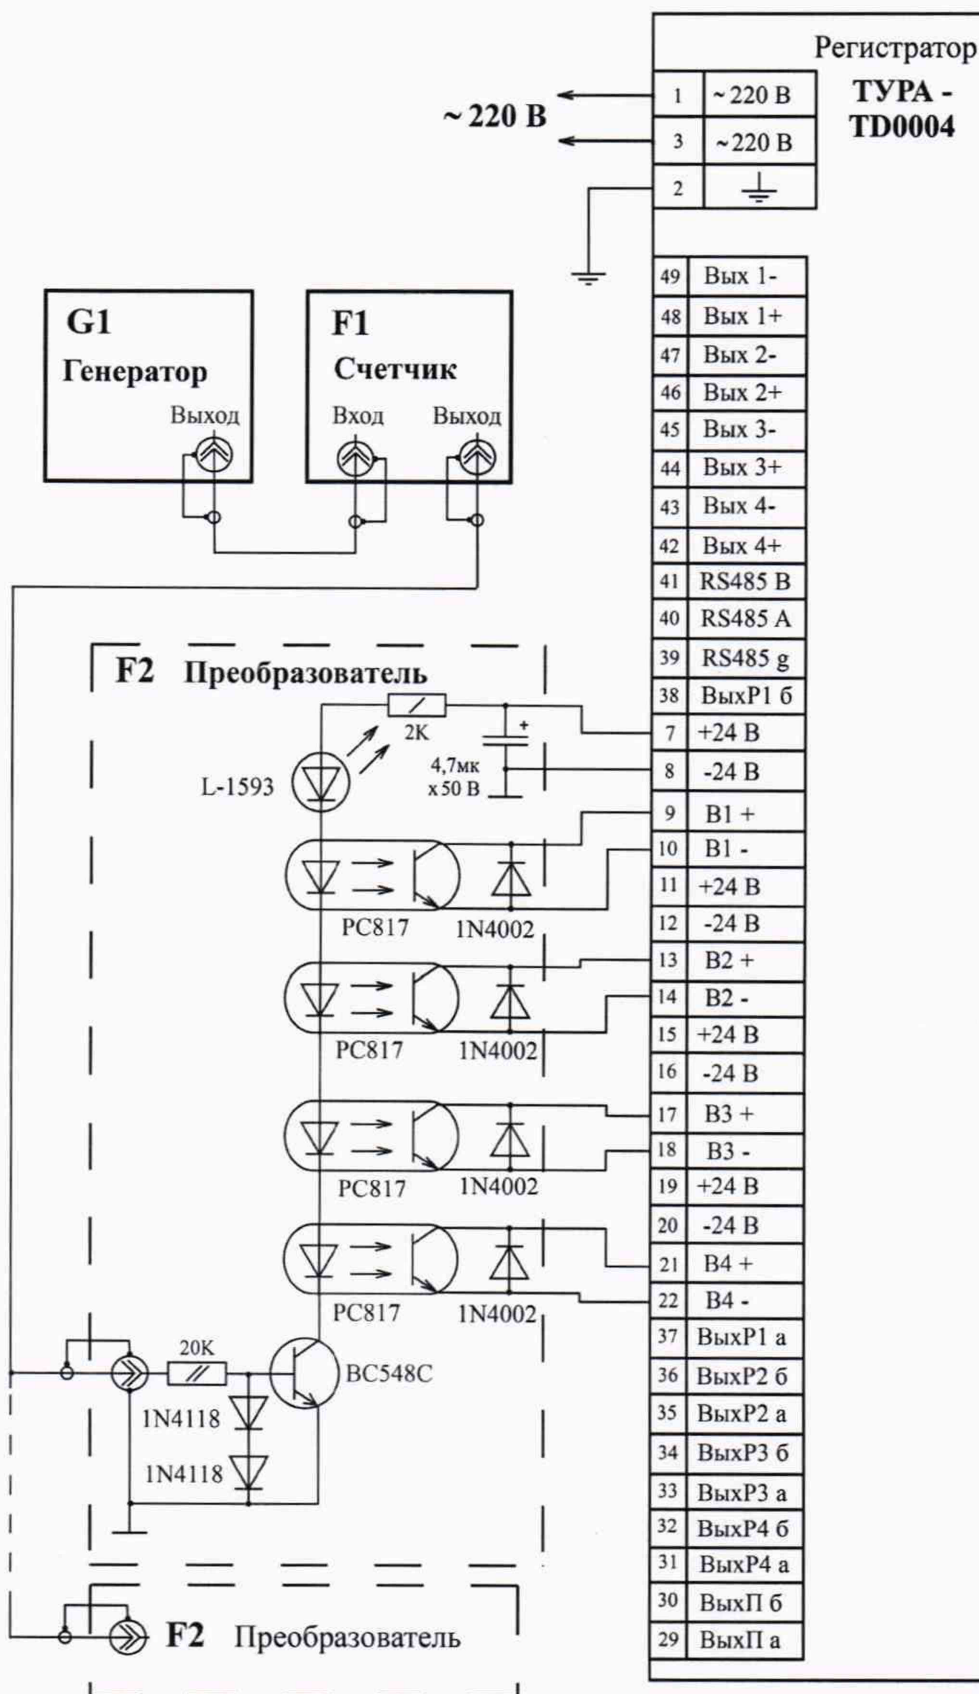 Регистратор
ТУРА -
TD0004
~ 220 В
1 ~ 220 В
3 ~220 В
2
G1
Генератор
Выход
F1
Счетчик
Вход Выход
49 Вых 1-
48 Вых 1+
47 Вых 2-
46 Вых 2+
45 Вых 3-
44 Вых 3+
43 Вых 4-
42 Вых 4+
41 RS485 B
40 RS485 A
39 RS485 g
38 ВыхР1 б
7 +24 В
8 -24 В
9 В1 +
10 В1 -
11 +24 В
12 -24 В
13 В2 +
14 В2 -
15 +24 В
16 -24 В
17 В3 +
18 В3 -
19 +24 В
20 -24 В
21 В4 +
22 В4 -
37 ВыхР1 а
36 ВыхР2 б
35 ВыхР2 а
34 ВыхР3 б
33 ВыхР3 а
32 ВыхР4 б
31 ВыхР4 а
30 ВыхП б
29 ВыхП а
F2 Преобразователь
2K
+
4,7мк
х50 В
L-1593
PC817 1N4002
PC817 1N4002
PC817 1N4002
PC817 1N4002
20K
BC548C
1N4118
1N4118
F2 Преобразователь